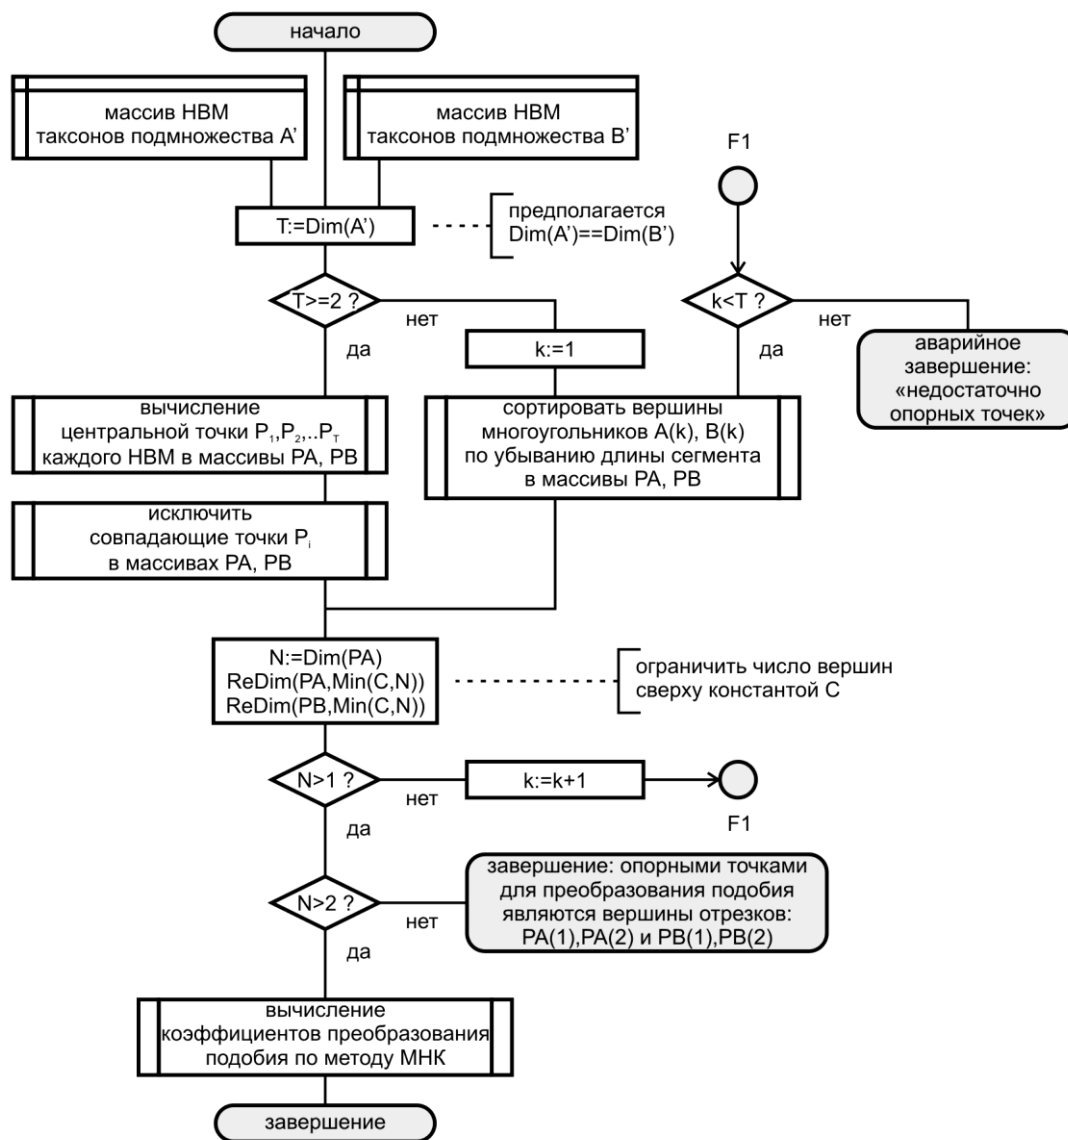 начало
массив НВМ
таксонов подмножества A’
массив НВМ
таксонов подмножества B’
F1
T:=Dim(A’)
предполагается
Dim(A’)==Dim(B’)
T>=2 ?
нет
да
k<T ?
нет
да
k:=1
аварийное
завершение:
«недостаточно
опорных точек»
вычисление
центральной точки P₁,P₂,..P_T
каждого НВМ в массивы PA, PB
сортировать вершины
многоугольников A(k), B(k)
по убыванию длины сегмента
в массивы PA, PB
исключить
совпадающие точки Pᵢ
в массивах PA, PB
N:=Dim(PA)
ReDim(PA,Min(C,N))
ReDim(PB,Min(C,N))
ограничить число вершин
сверху константой C
N>1 ?
нет
да
k:=k+1
F1
N>2 ?
нет
да
завершение: опорными точками
для преобразования подобия
являются вершины отрезков:
PA(1),PA(2) и PB(1),PB(2)
вычисление
коэффициентов преобразования
подобия по методу МНК
завершение